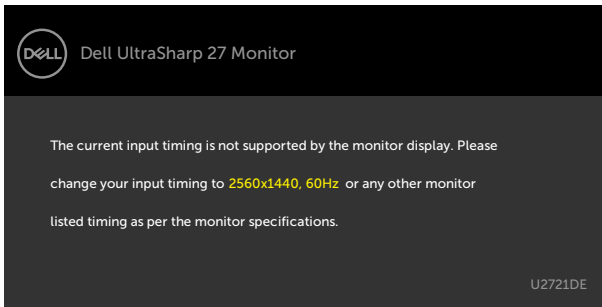 DELL Dell UltraSharp 27 Monitor
The current input timing is not supported by the monitor display. Please
change your input timing to 2560x1440, 60Hz or any other monitor
listed timing as per the monitor specifications.
U2721DE